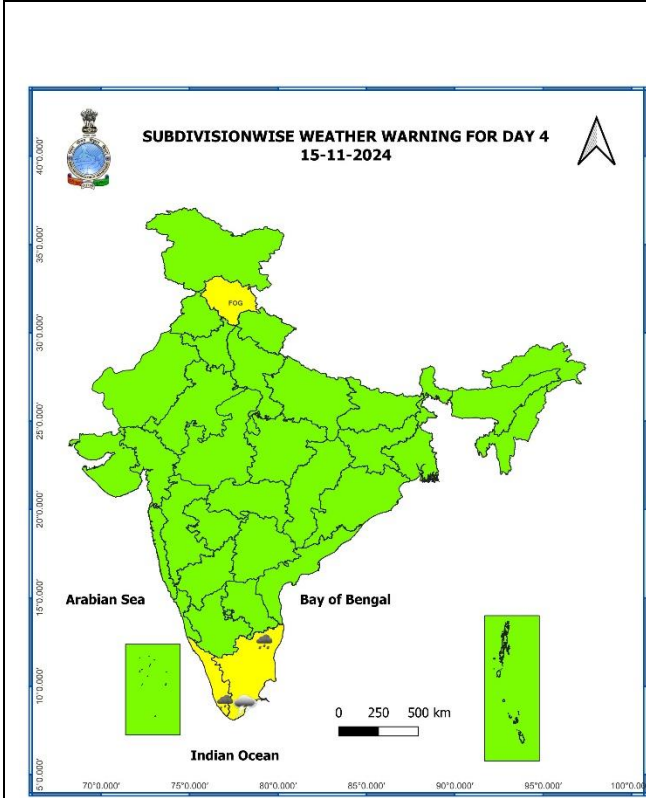 SUBDIVISIONWISE WEATHER WARNING FOR DAY 4
15-11-2024
40°0.000'
35°0.000'
FOG
30°0.000'
25°0.000'
20°0.000'
15°0.000'
Arabian Sea
Bay of Bengal
10°0.000'
0 250 500 km
Indian Ocean
5°0.000'
70°0.000' 75°0.000' 80°0.000' 85°0.000' 90°0.000' 95°0.000' 100°0.0